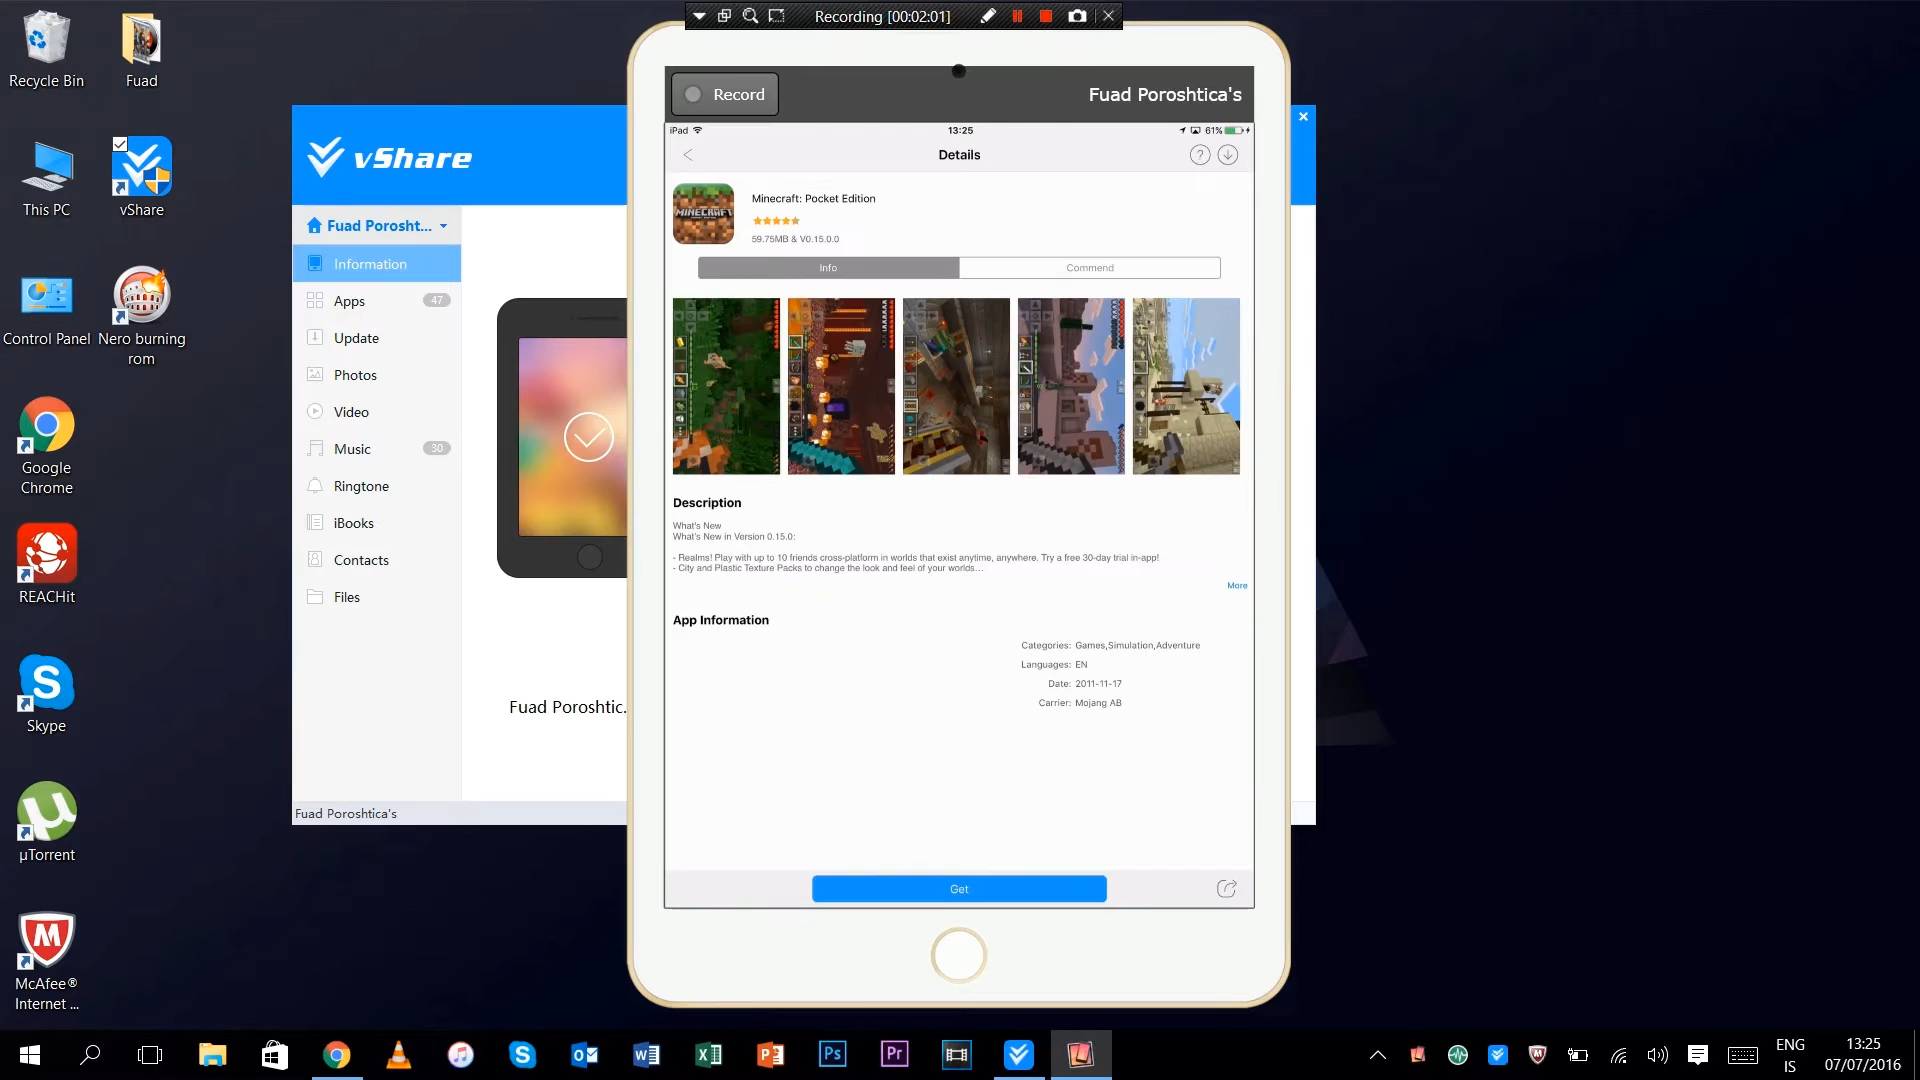 Recording [00:02:01]
Recycle Bin
Fuad
This PC
vShare
Control Panel
Nero burning
rom
Google
Chrome
REACHit
Skype
µTorrent
McAfee®
Internet ...
vShare
Fuad Porosht...
Information
Apps
47
Update
Photos
Video
Music
30
Ringtone
iBooks
Contacts
Files
Fuad Poroshtic.
Fuad Poroshtica's
Record
Fuad Poroshtica's
iPad
13:25
61%
Details
MINECRAFT
Minecraft: Pocket Edition
59.75MB & V0.15.0.0
Info
Commend
Description
What's New
What's New in Version 0.15.0:
- Realms! Play with up to 10 friends cross-platform in worlds that exist anytime, anywhere. Try a free 30-day trial in-app!
- City and Plastic Texture Packs to change the look and feel of your worlds...
More
App Information
Categories: Games,Simulation,Adventure
Languages: EN
Date: 2011-11-17
Carrier: Mojang AB
Get
ENG
IS
13:25
07/07/2016